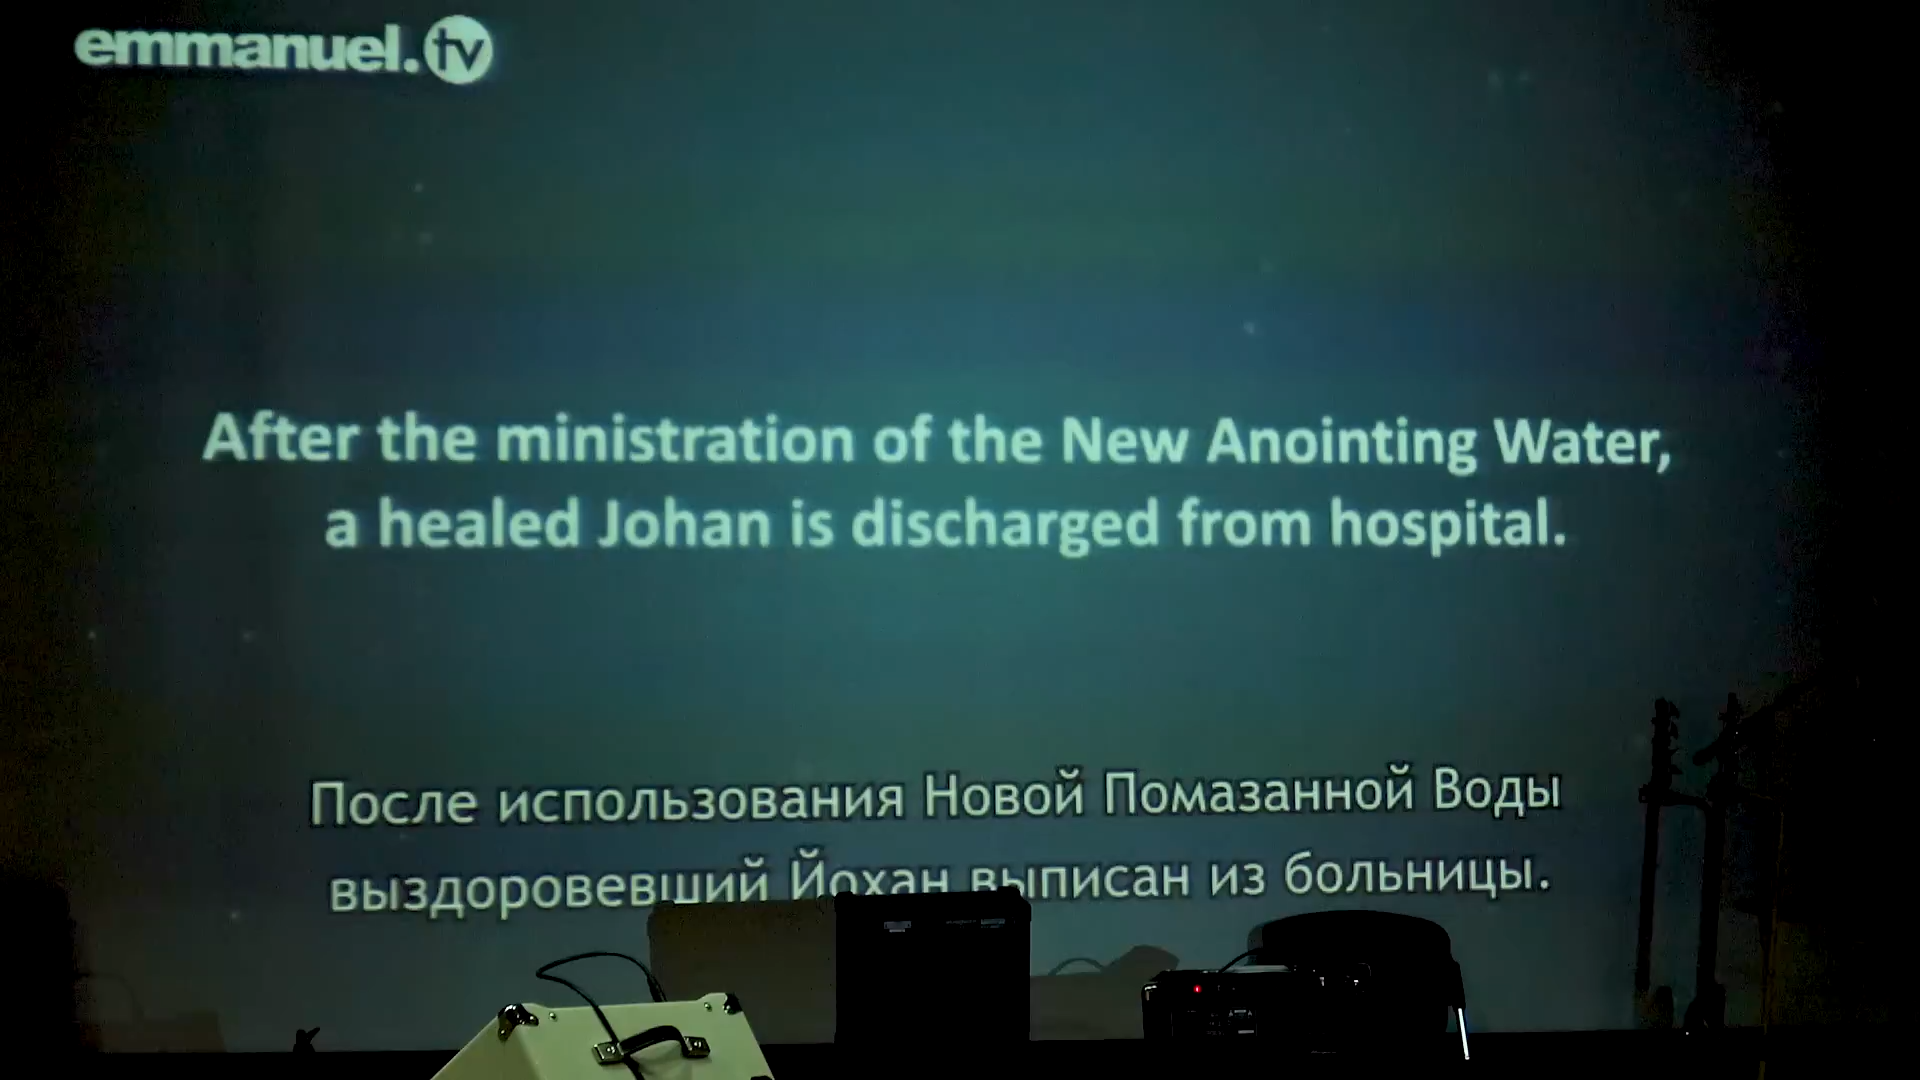 emmanuel.tv
After the ministration of the New Anointing Water,
a healed Johan is discharged from hospital.
После использования Новой Помазанной Воды
выздоровевший Йохан выписан из больницы.